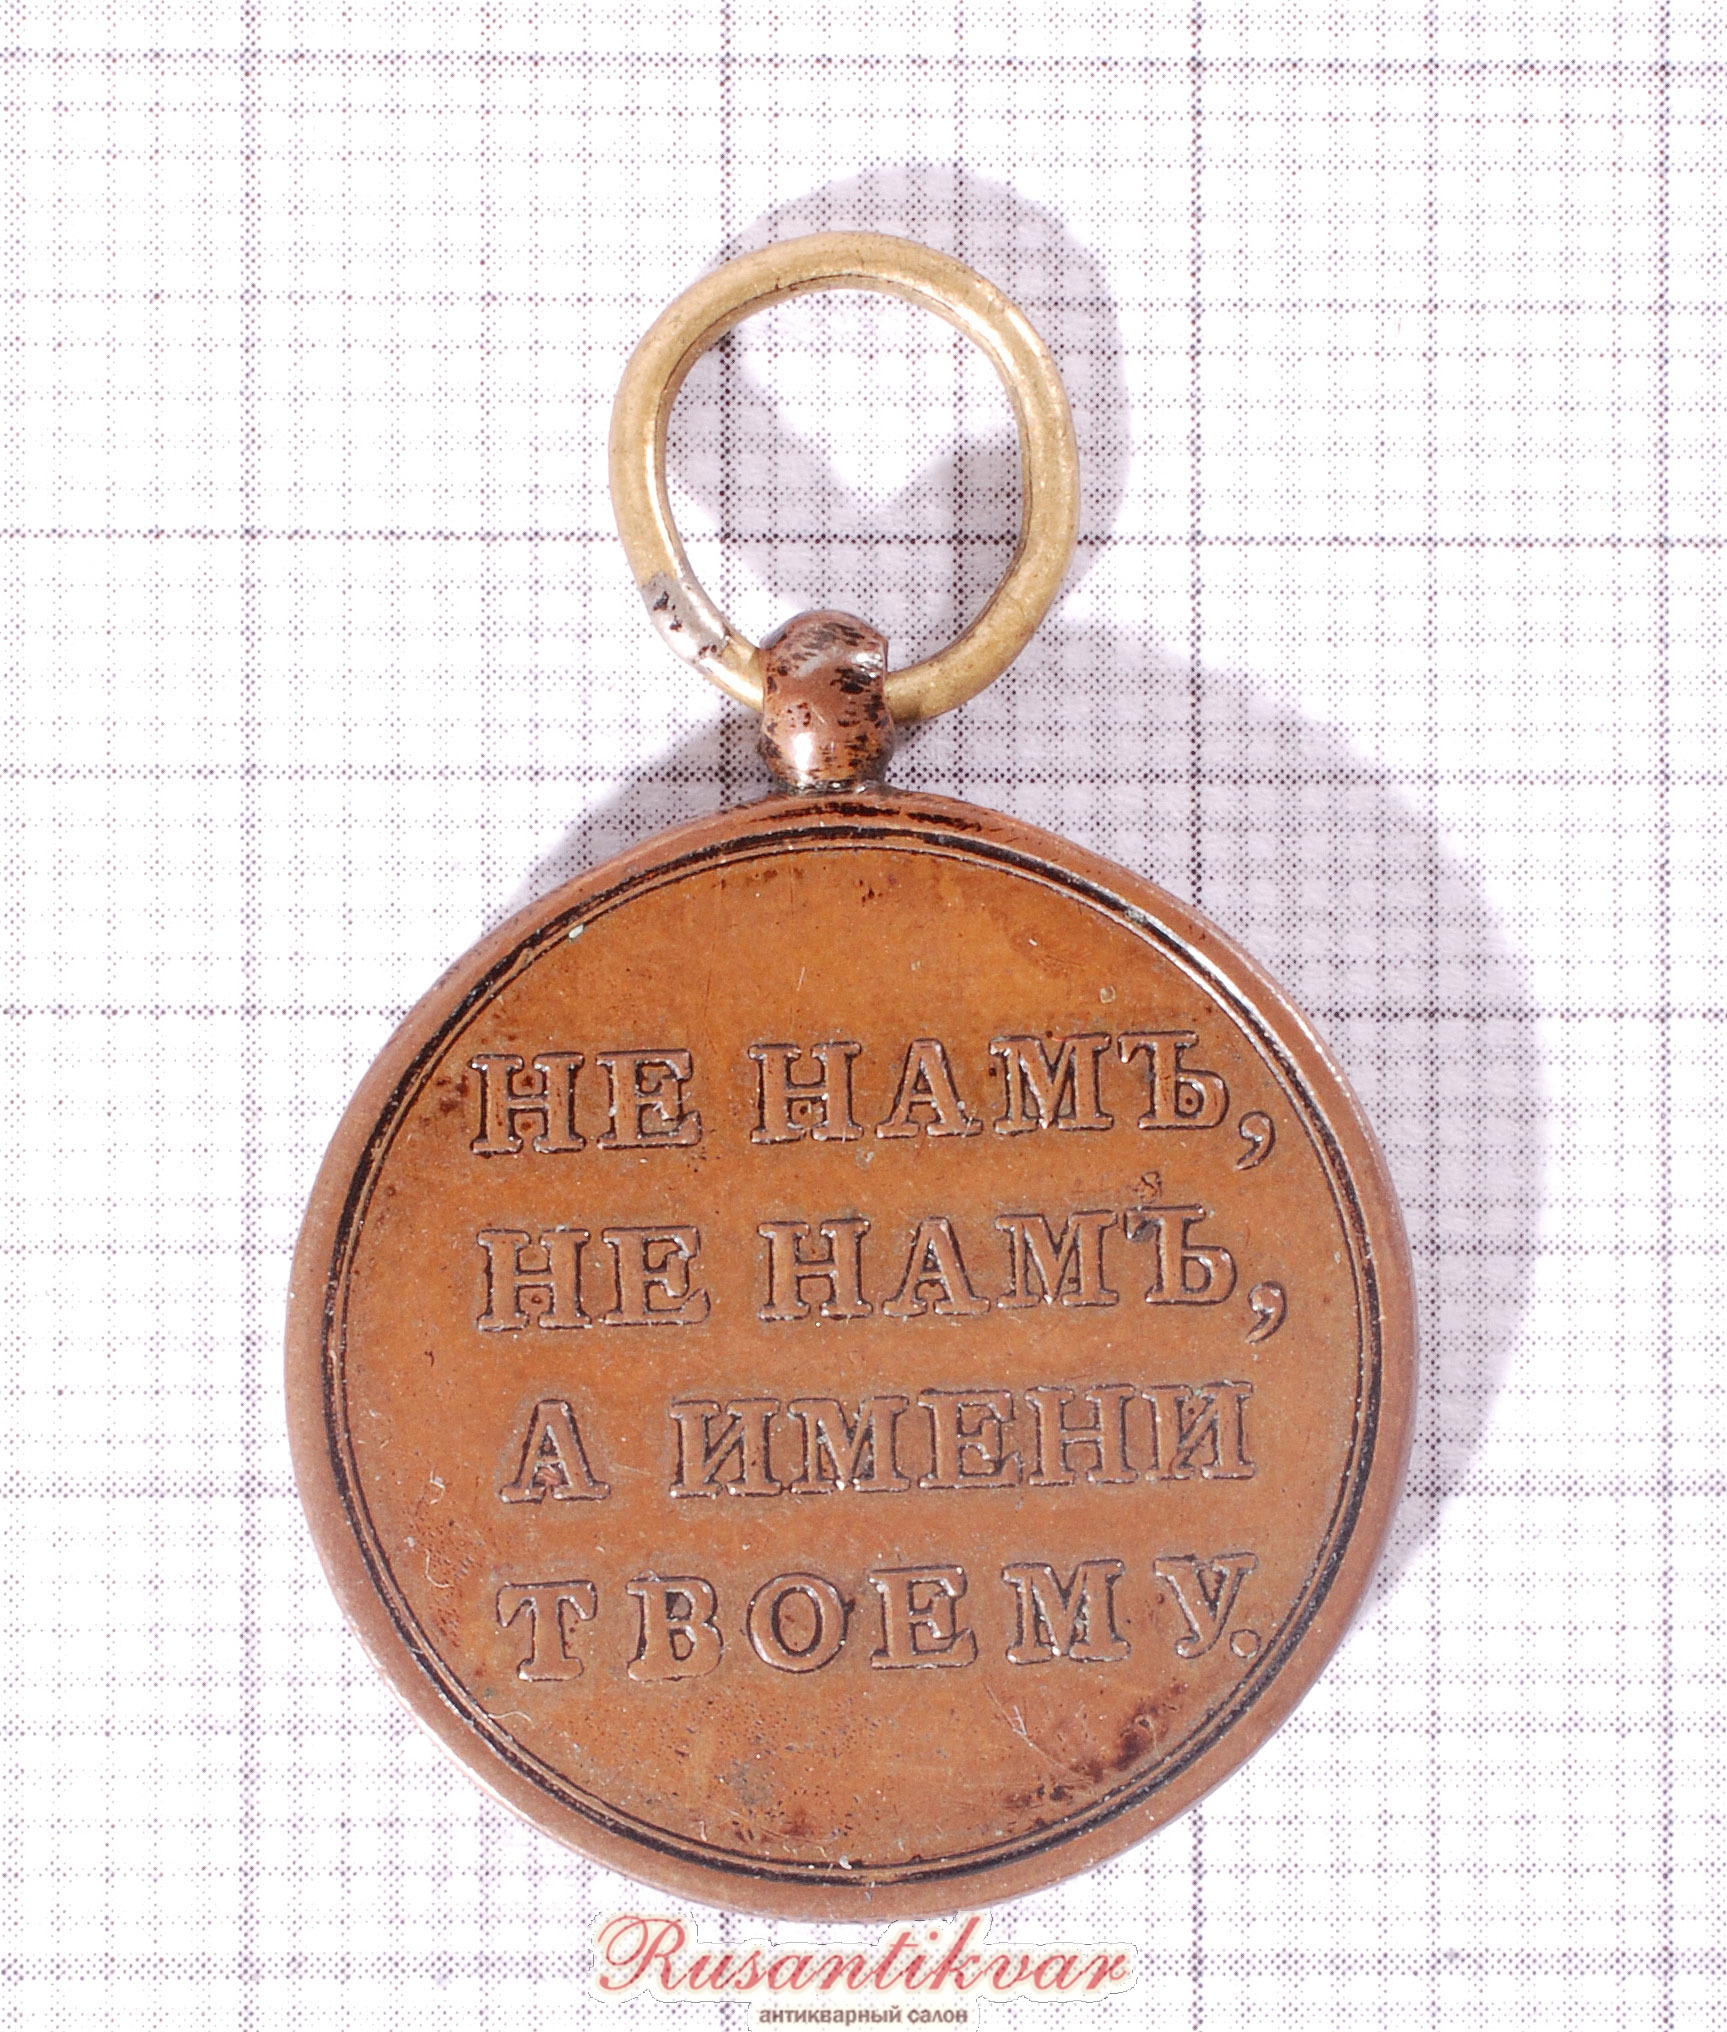 НЕ НАМЪ,
НЕ НАМЪ,
А ИМЕНИ
ТВОЕМУ.
Rusantikvar
антикварный салон